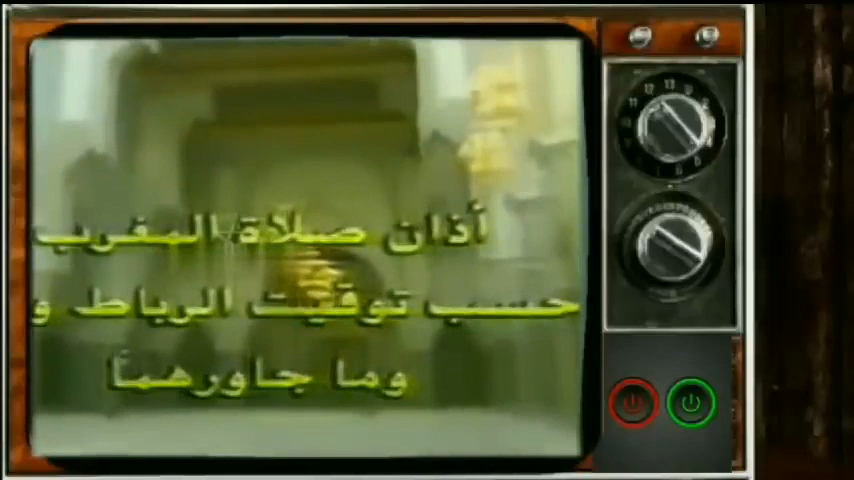 أذان صلاة المغرب
حسب توقيت الرباط و
وما جاورهما